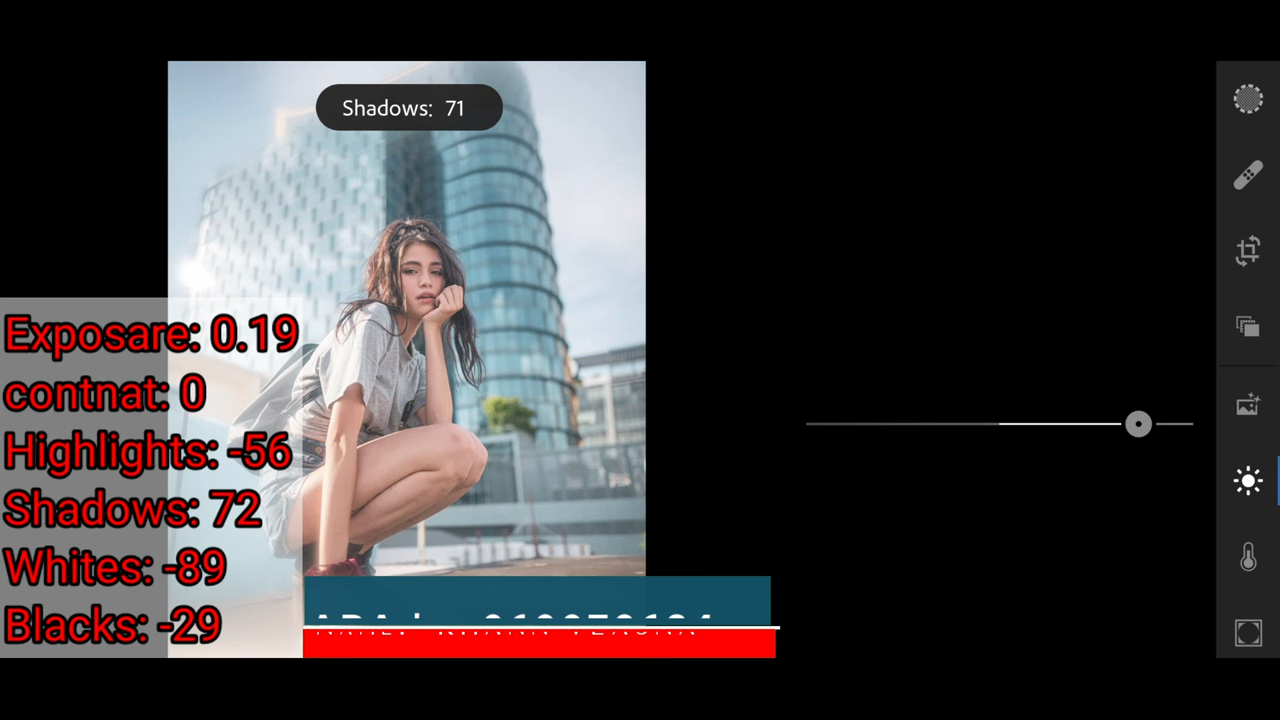 Shadows: 71
Exposare: 0.19
contnat: 0
Highlights: -56
Shadows: 72
Whites: -89
Blacks: -29